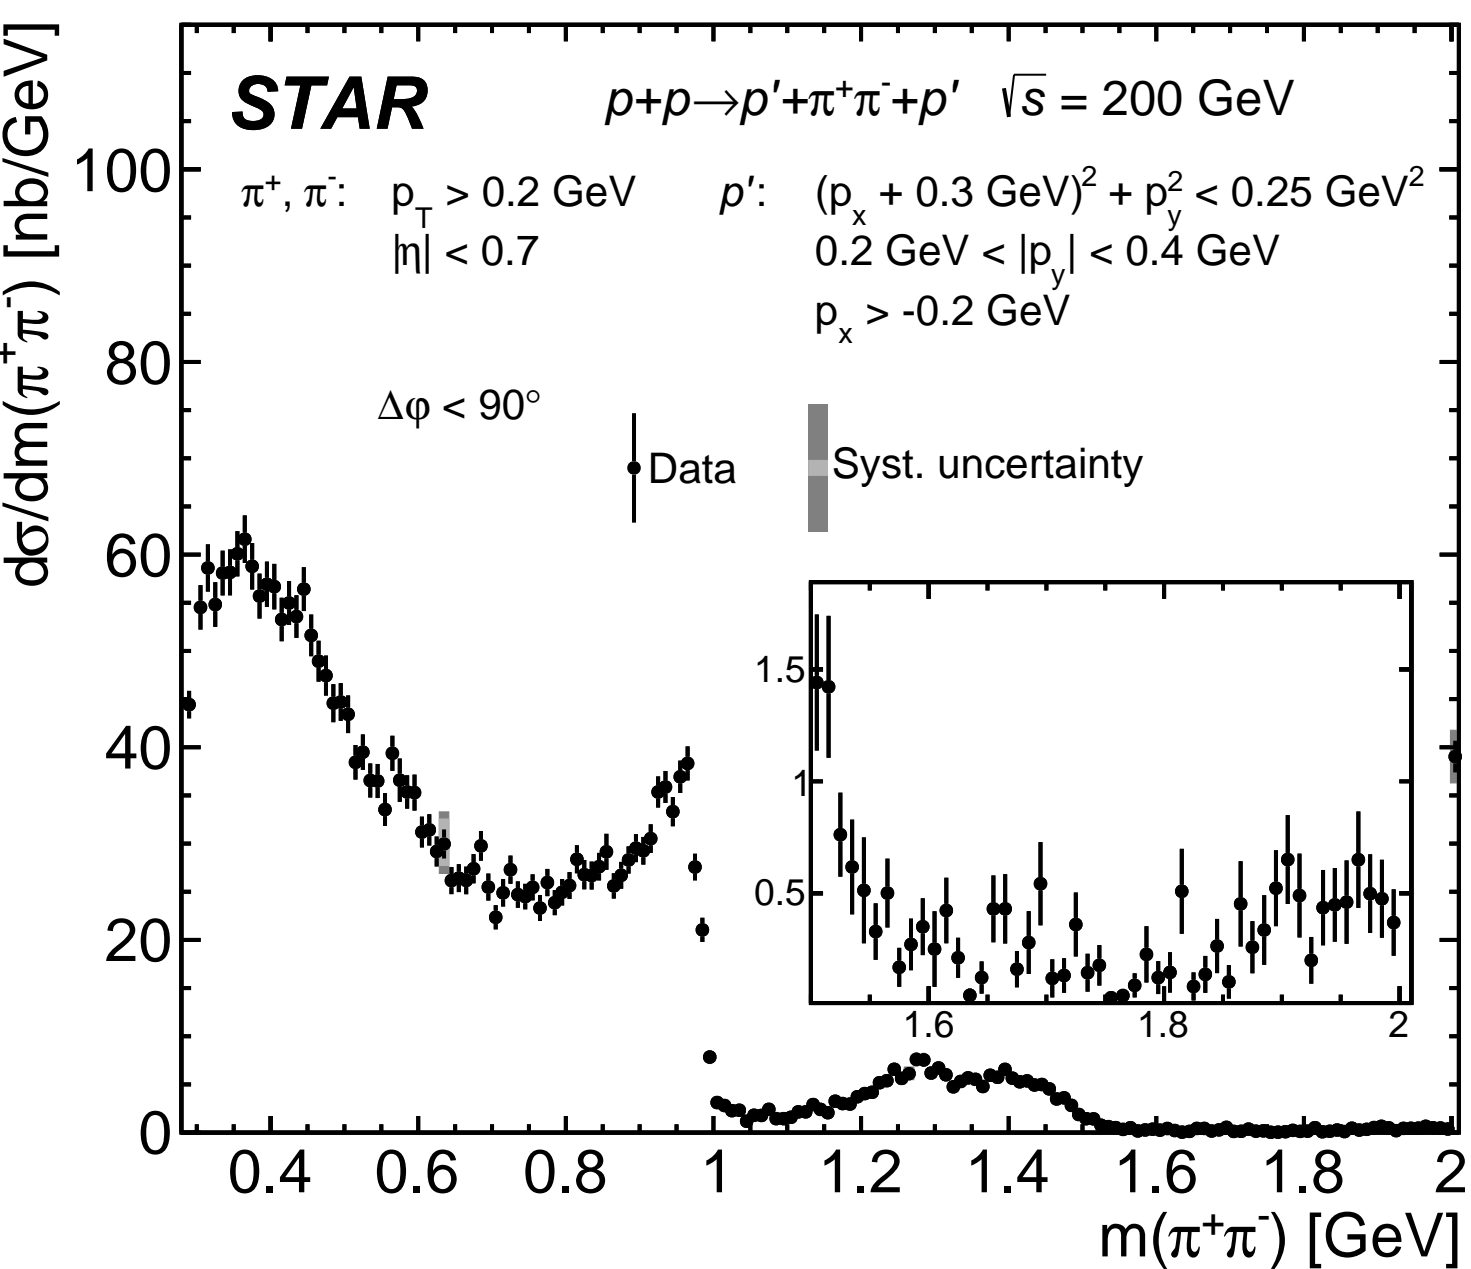 STAR
p+p→p′+π⁺π⁻+p′ √s = 200 GeV
π⁺, π⁻: p_T > 0.2 GeV p′: (p_x + 0.3 GeV)² + p_y² < 0.25 GeV²
|η| < 0.7 0.2 GeV < |p_y| < 0.4 GeV
p_x > -0.2 GeV
Δφ < 90°
Data Syst. uncertainty
dσ/dm(π⁺π⁻) [nb/GeV]
100
80
60
40
20
0
1.5
1
0.5
1.6 1.8 2
0.4 0.6 0.8 1 1.2 1.4 1.6 1.8 2
m(π⁺π⁻) [GeV]